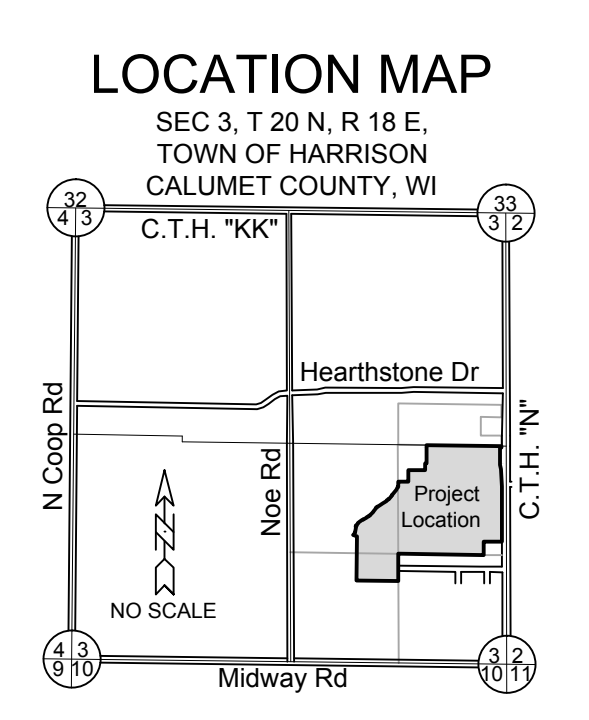 LOCATION MAP
SEC 3, T 20 N, R 18 E,
TOWN OF HARRISON
CALUMET COUNTY, WI
32
4 3
33
3 2
C.T.H. "KK"
Hearthstone Dr
N Coop Rd
Noe Rd
C.T.H. "N"
Project
Location
N
NO SCALE
4 3
9 10
3 2
10 11
Midway Rd